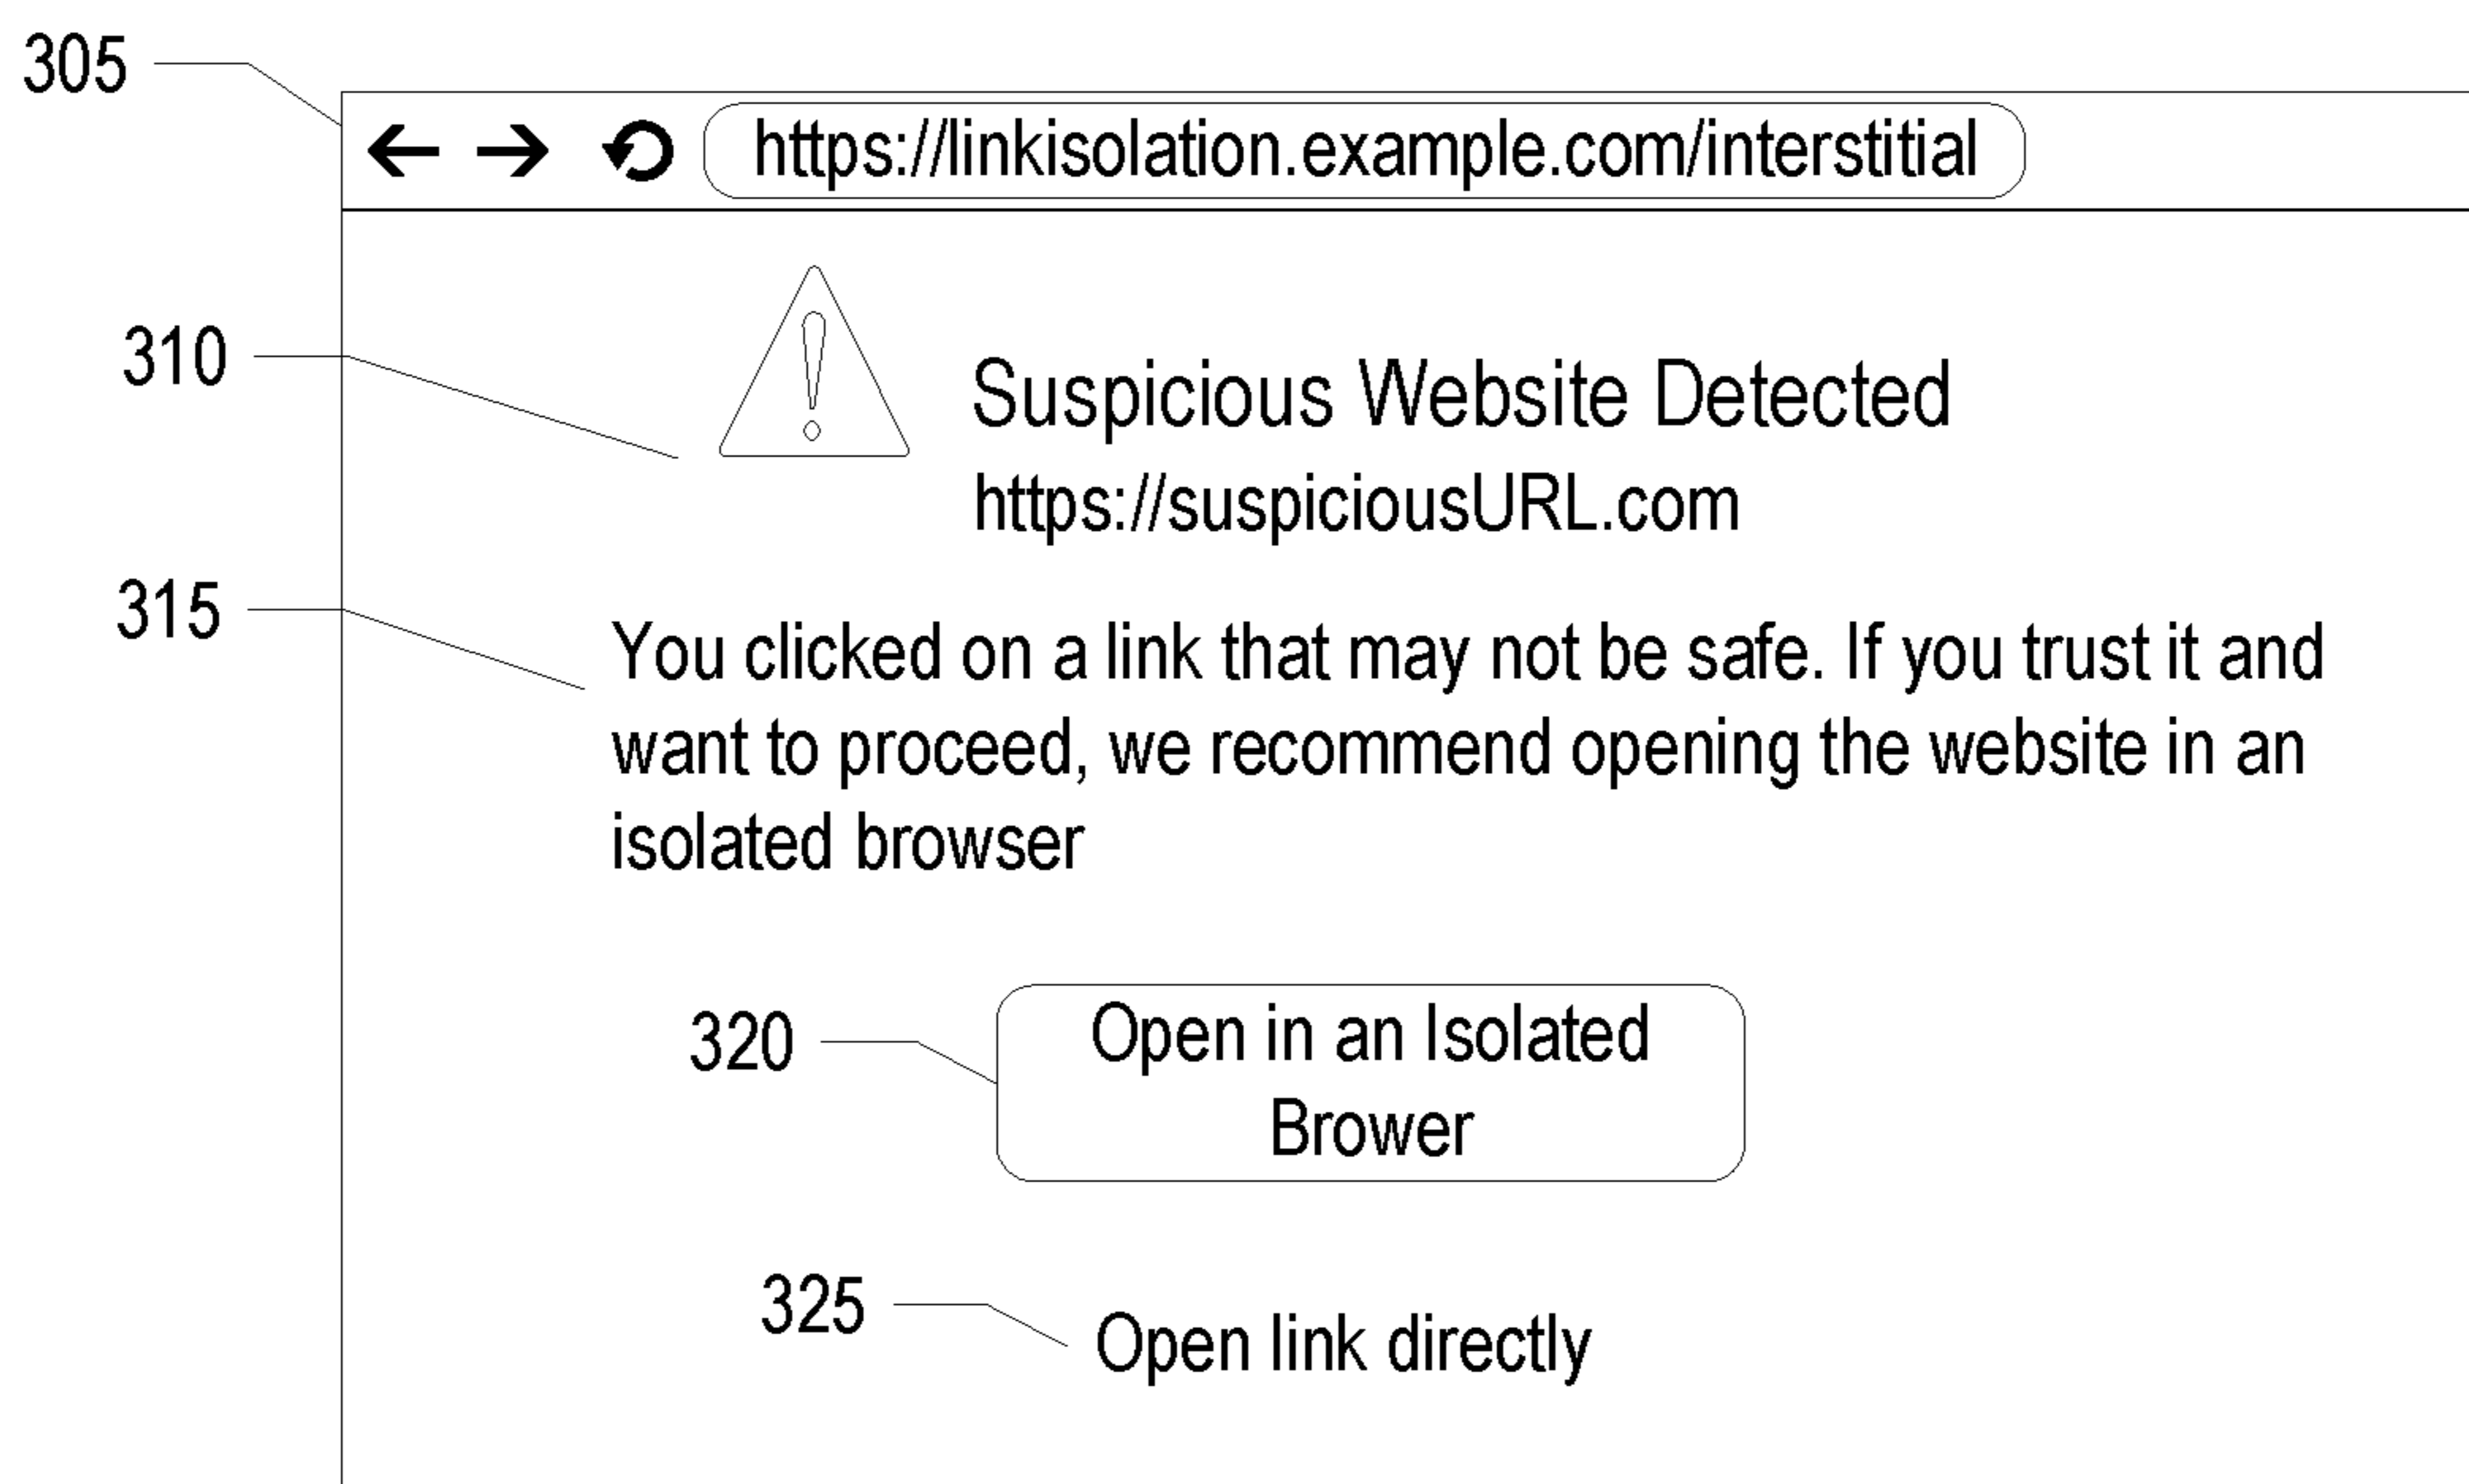 305
https://linkisolation.example.com/interstitial
310
Suspicious Website Detected
https://suspiciousURL.com
315
You clicked on a link that may not be safe. If you trust it and
want to proceed, we recommend opening the website in an
isolated browser
320
Open in an Isolated
Brower
325
Open link directly